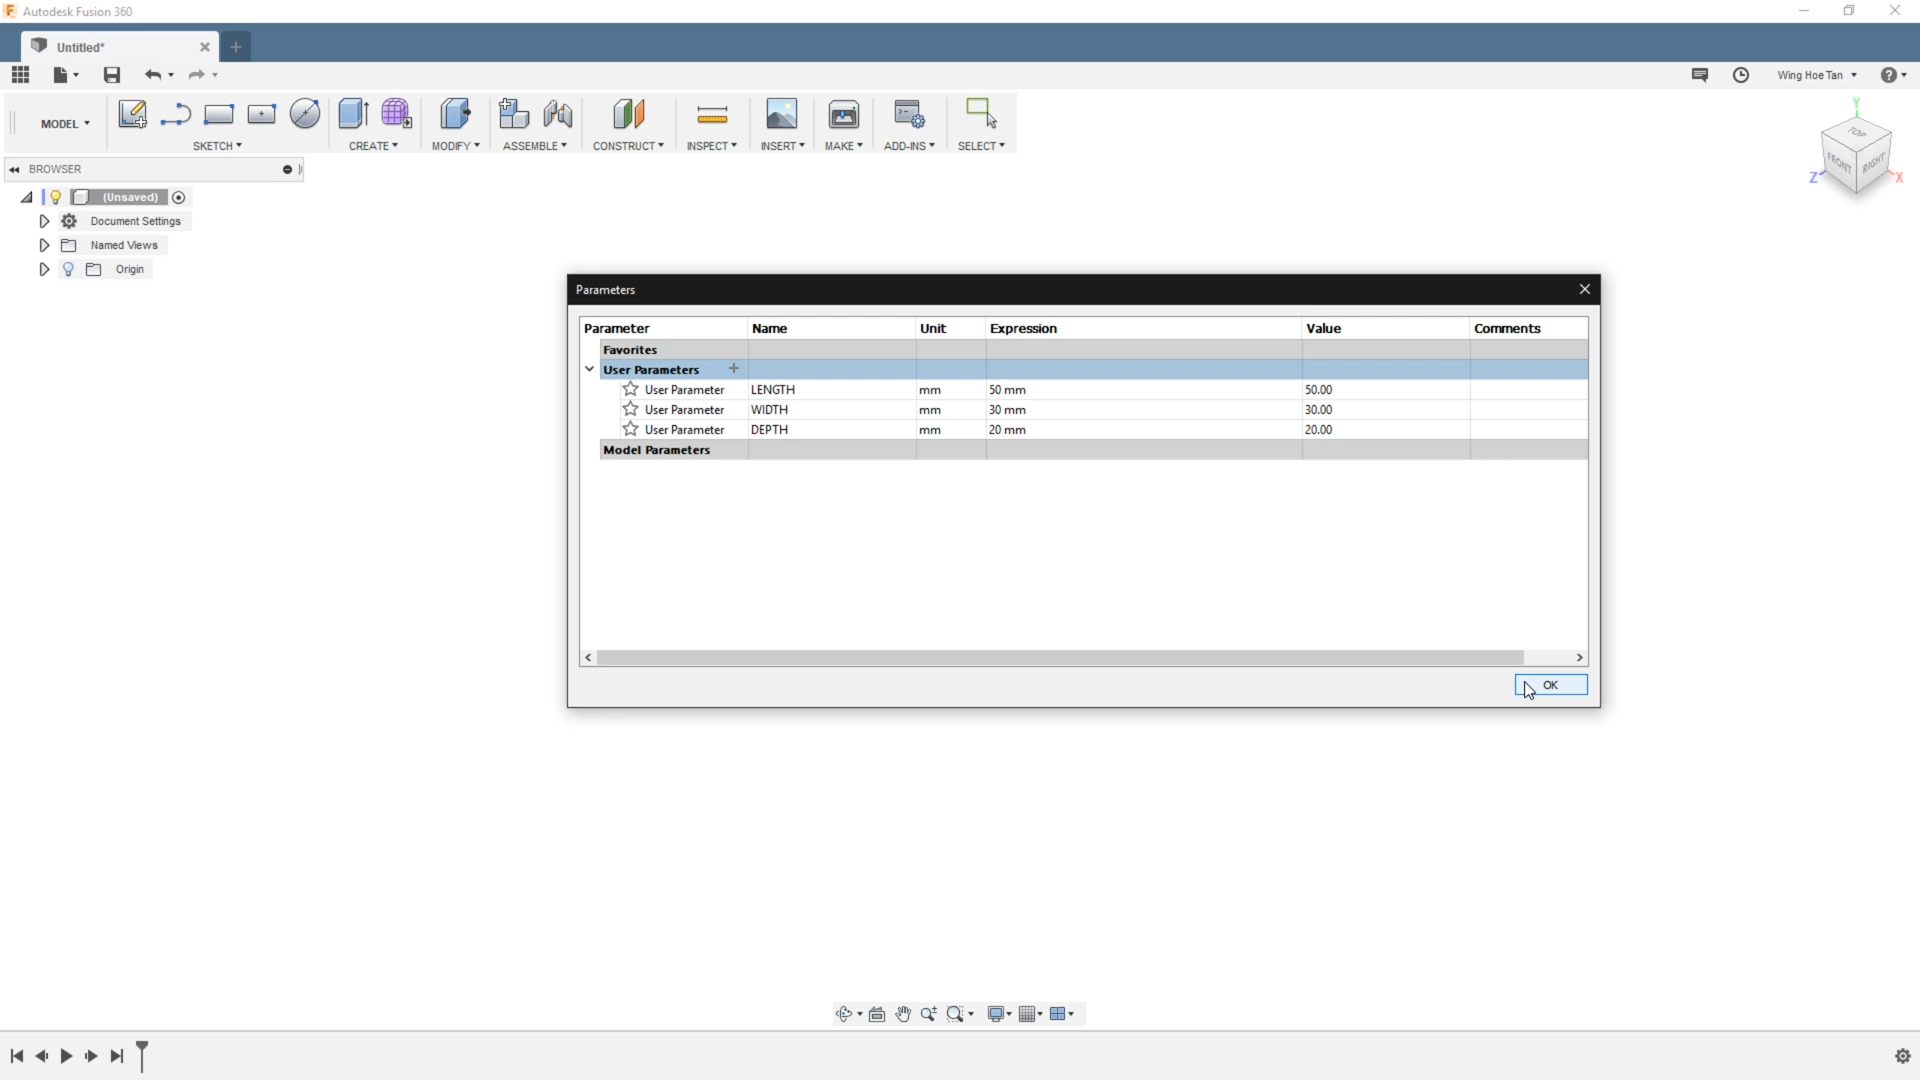 Autodesk Fusion 360
Untitled*
Wing Hoe Tan
MODEL
SKETCH
CREATE
MODIFY
ASSEMBLE
CONSTRUCT
INSPECT
INSERT
MAKE
ADD-INS
SELECT
Y
TOP
FRONT
RIGHT
Z
X
BROWSER
(Unsaved)
Document Settings
Named Views
Origin
Parameters
Parameter Name Unit Expression Value Comments
Favorites
User Parameters +
User Parameter LENGTH mm 50 mm 50.00
User Parameter WIDTH mm 30 mm 30.00
User Parameter DEPTH mm 20 mm 20.00
Model Parameters
OK